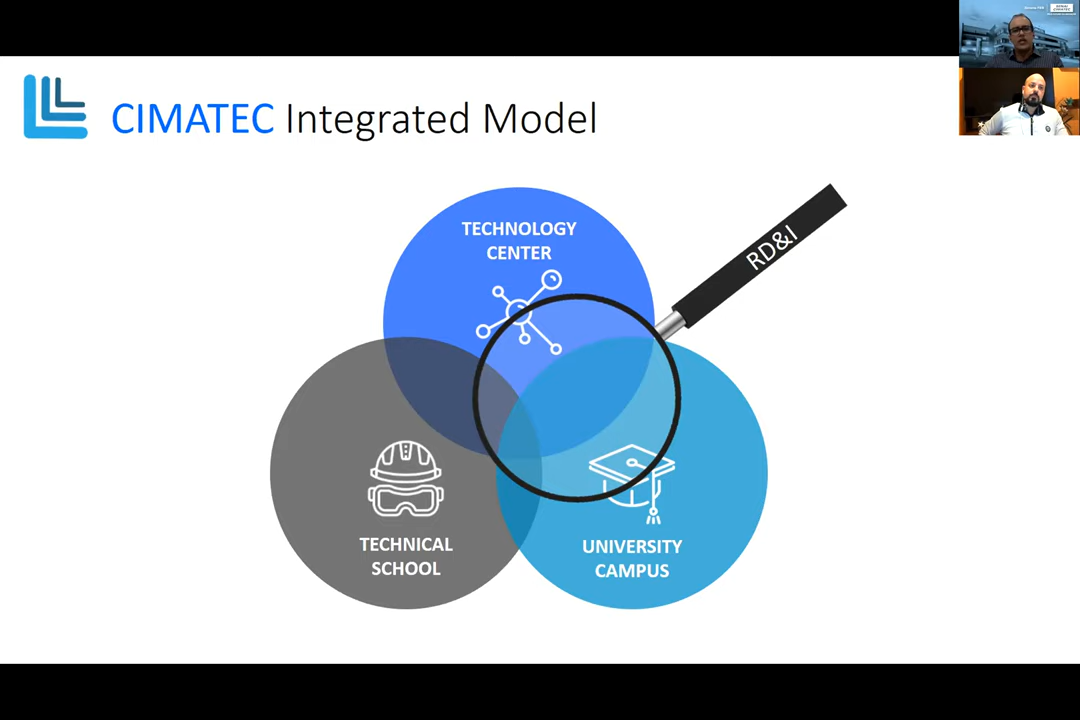 CIMATEC Integrated Model
TECHNOLOGY
CENTER
RD&I
TECHNICAL
SCHOOL
UNIVERSITY
CAMPUS